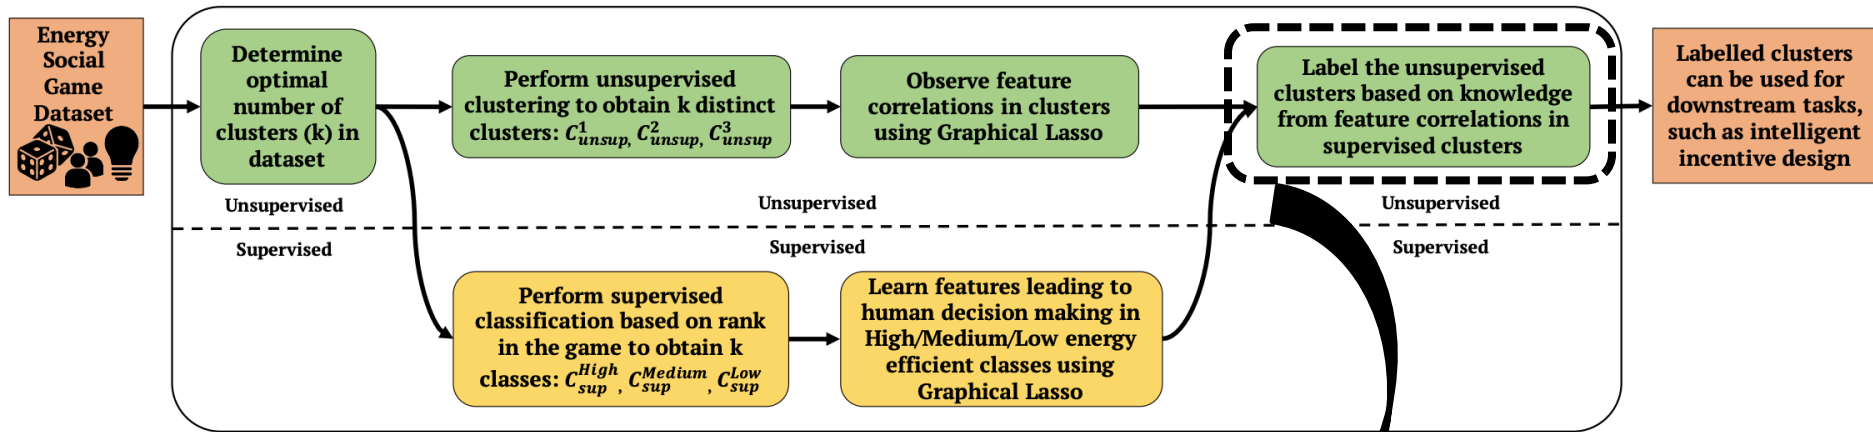 Energy
Social
Game
Dataset
Determine
optimal
number of
clusters (k) in
dataset
Perform unsupervised
clustering to obtain k distinct
clusters: C¹unsup, C²unsup, C³unsup
Observe feature
correlations in clusters
using Graphical Lasso
Label the unsupervised
clusters based on knowledge
from feature correlations in
supervised clusters
Labelled clusters
can be used for
downstream tasks,
such as intelligent
incentive design
Unsupervised
Unsupervised
Unsupervised
Supervised
Supervised
Supervised
Perform supervised
classification based on rank
in the game to obtain k
classes: C^High_sup, C^Medium_sup, C^Low_sup
Learn features leading to
human decision making in
High/Medium/Low energy
efficient classes using
Graphical Lasso